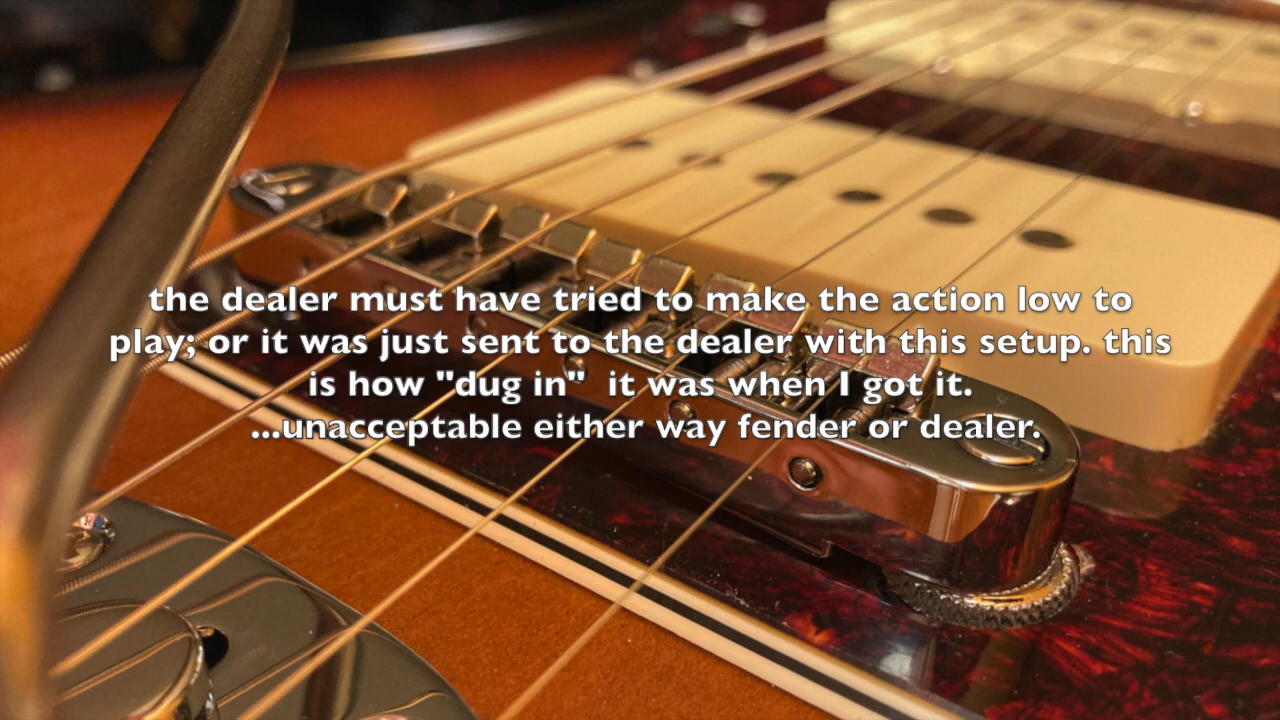 the dealer must have tried to make the action low to
play; or it was just sent to the dealer with this setup. this
is how "dug in"  it was when I got it.
...unacceptable either way fender or dealer.